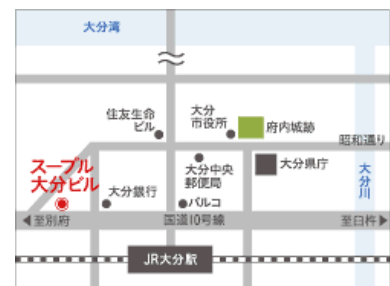 大分湾
住友生命
ビル
大分
市役所
府内城跡
昭和通り
スーブル
大分ビル
大分銀行
大分中央
郵便局
大分県庁
大分川
パルコ
◀至別府
国道10号線
至臼杵▶
JR大分駅